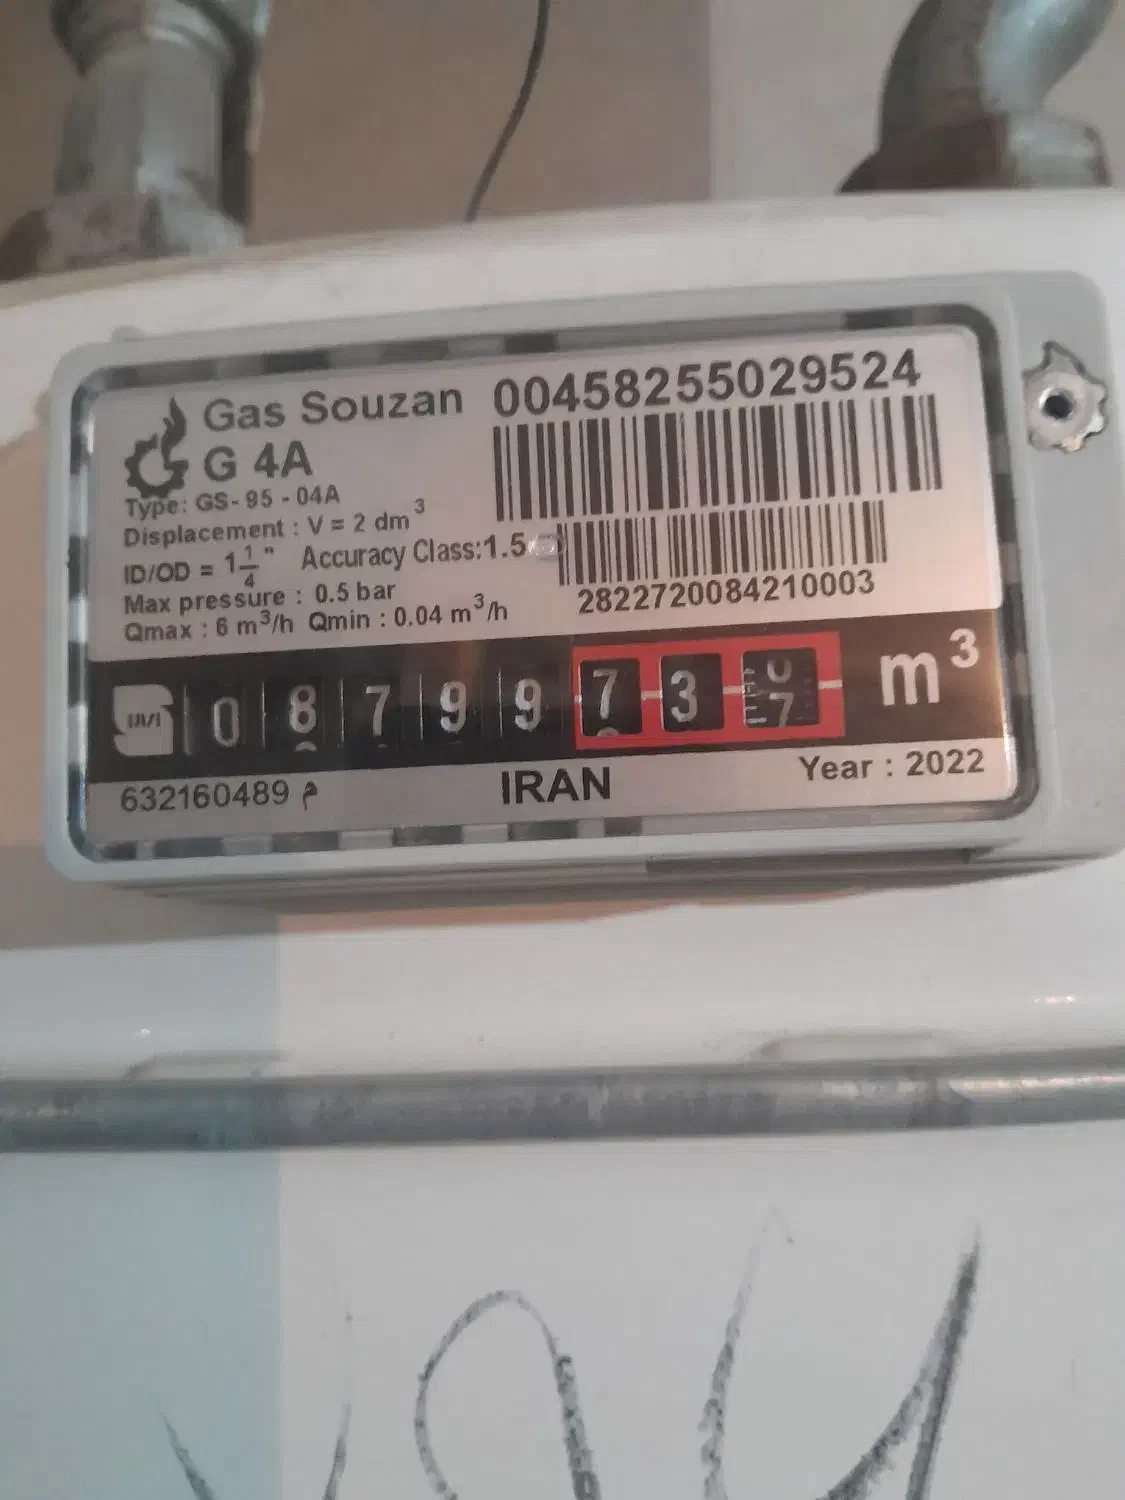 Gas Souzan
G 4A
00458255029524
Type: GS- 95 - 04A
Displacement : V = 2 dm³
ID/OD = 1 1/4 " Accuracy Class:1.5
Max pressure : 0.5 bar
Qmax : 6 m³/h Qmin : 0.04 m³/h
2822720084210003
0 8 7 9 9 7 3 7 m³
632160489 م
IRAN
Year : 2022